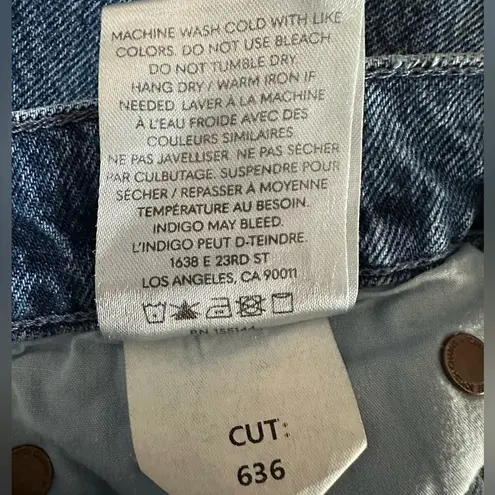 MACHINE WASH COLD WITH LIKE
COLORS. DO NOT USE BLEACH.
DO NOT TUMBLE DRY.
HANG DRY / WARM IRON IF
NEEDED. LAVER À LA MACHINE
À L'EAU FROIDE AVEC DES
COULEURS SIMILAIRES.
NE PAS JAVELLISER. NE PAS SÉCHER
PAR CULBUTAGE. SUSPENDRE POUR
SÉCHER / REPASSER À MOYENNE
TEMPÉRATURE AU BESOIN.
INDIGO MAY BLEED.
L'INDIGO PEUT D-TEINDRE.
1638 E 23RD ST
LOS ANGELES, CA 90011
RN 155144
CUT:
636